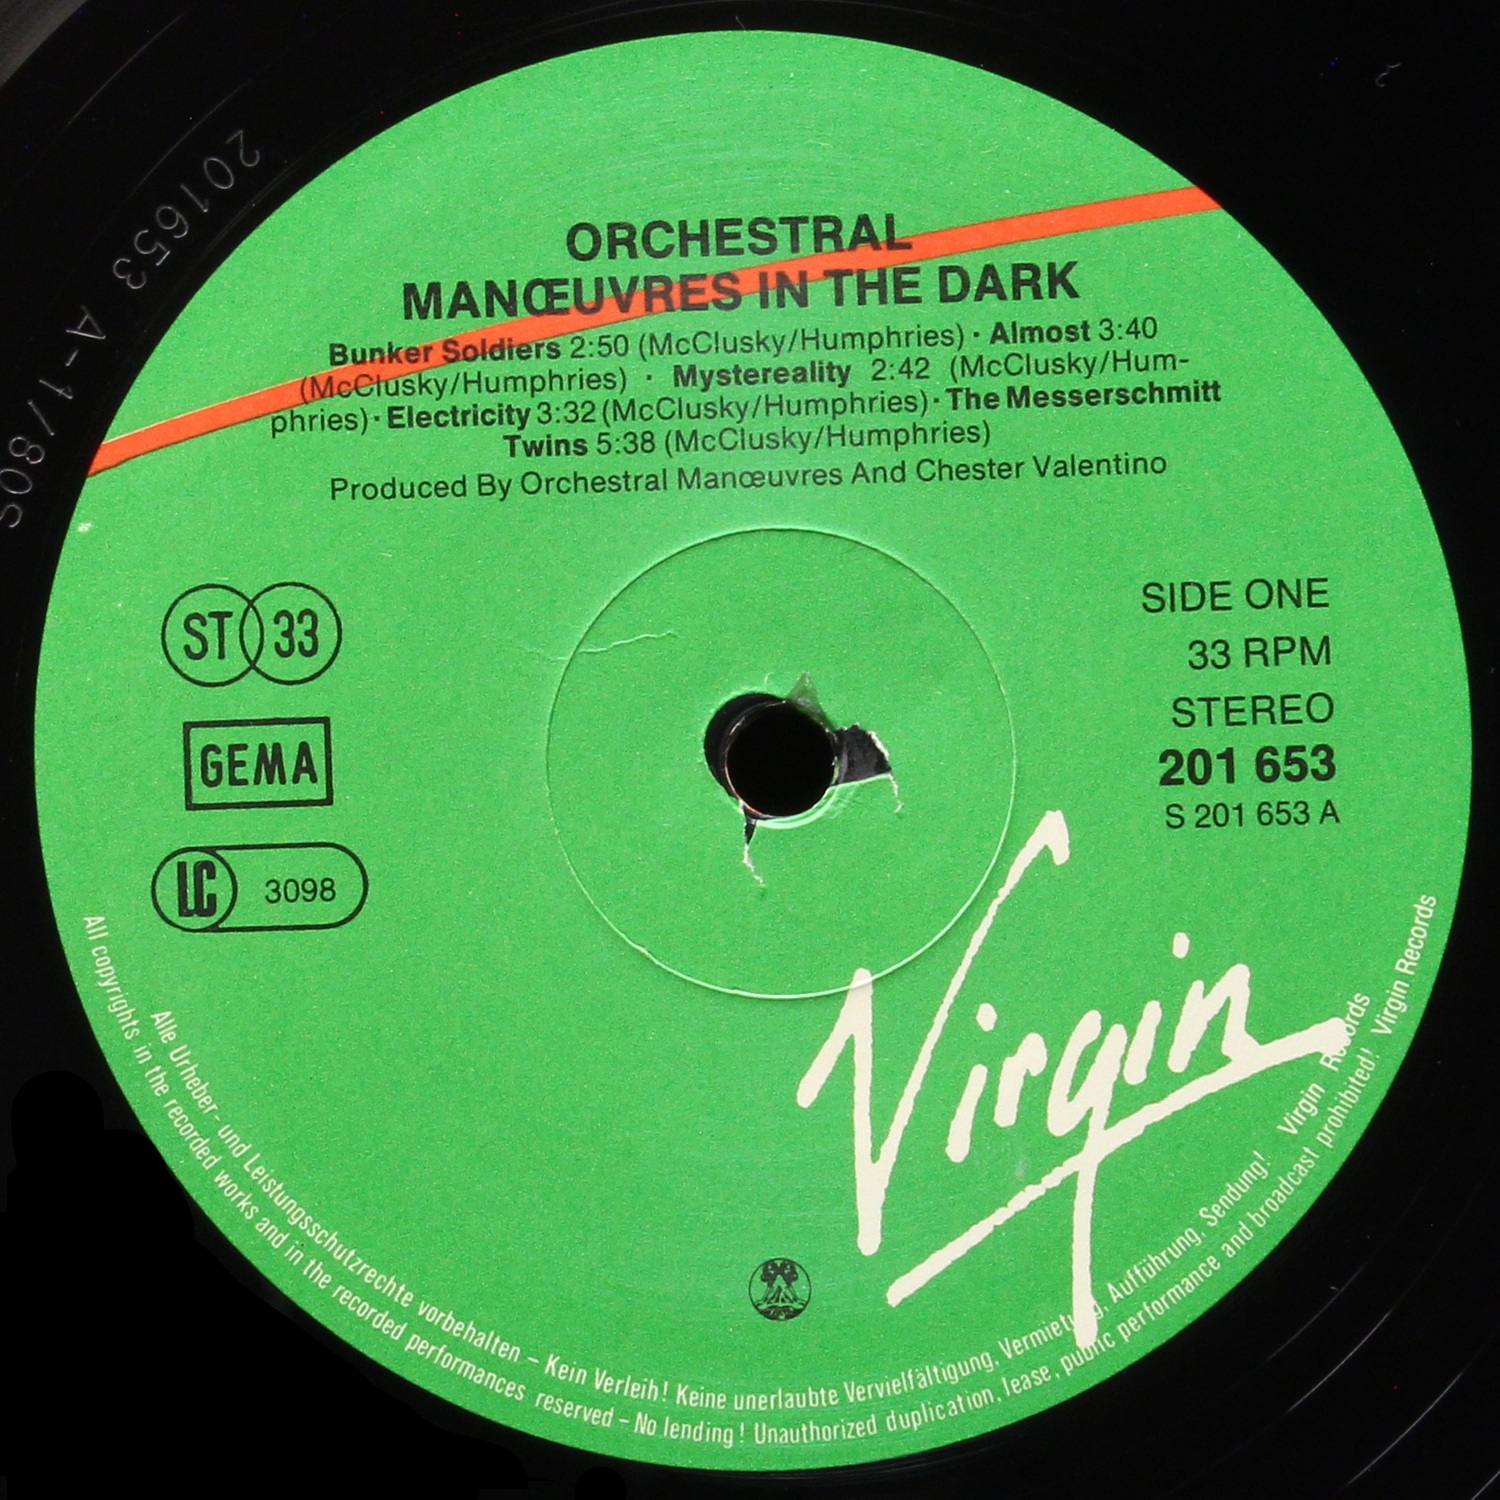 ORCHESTRAL
MANŒUVRES IN THE DARK
Bunker Soldiers 2:50 (McClusky/Humphries) · Almost 3:40
(McClusky/Humphries) · Mystereality 2:42 (McClusky/Hum-
phries) · Electricity 3:32 (McClusky/Humphries) · The Messerschmitt
Twins 5:38 (McClusky/Humphries)
Produced By Orchestral Manœuvres And Chester Valentino
ST 33
GEMA
LC 3098
SIDE ONE
33 RPM
STEREO
201 653
S 201 653 A
Virgin
Alle Urheber- und Leistungsschutzrechte vorbehalten – Kein Verleih! Keine unerlaubte Vervielfältigung, Vermietung, Aufführung, Sendung! Virgin Records
All copyrights in the recorded works and in the recorded performances reserved – No lending! Unauthorized duplication, lease, public performance and broadcast prohibited! Virgin Records
201653 A-1/80S